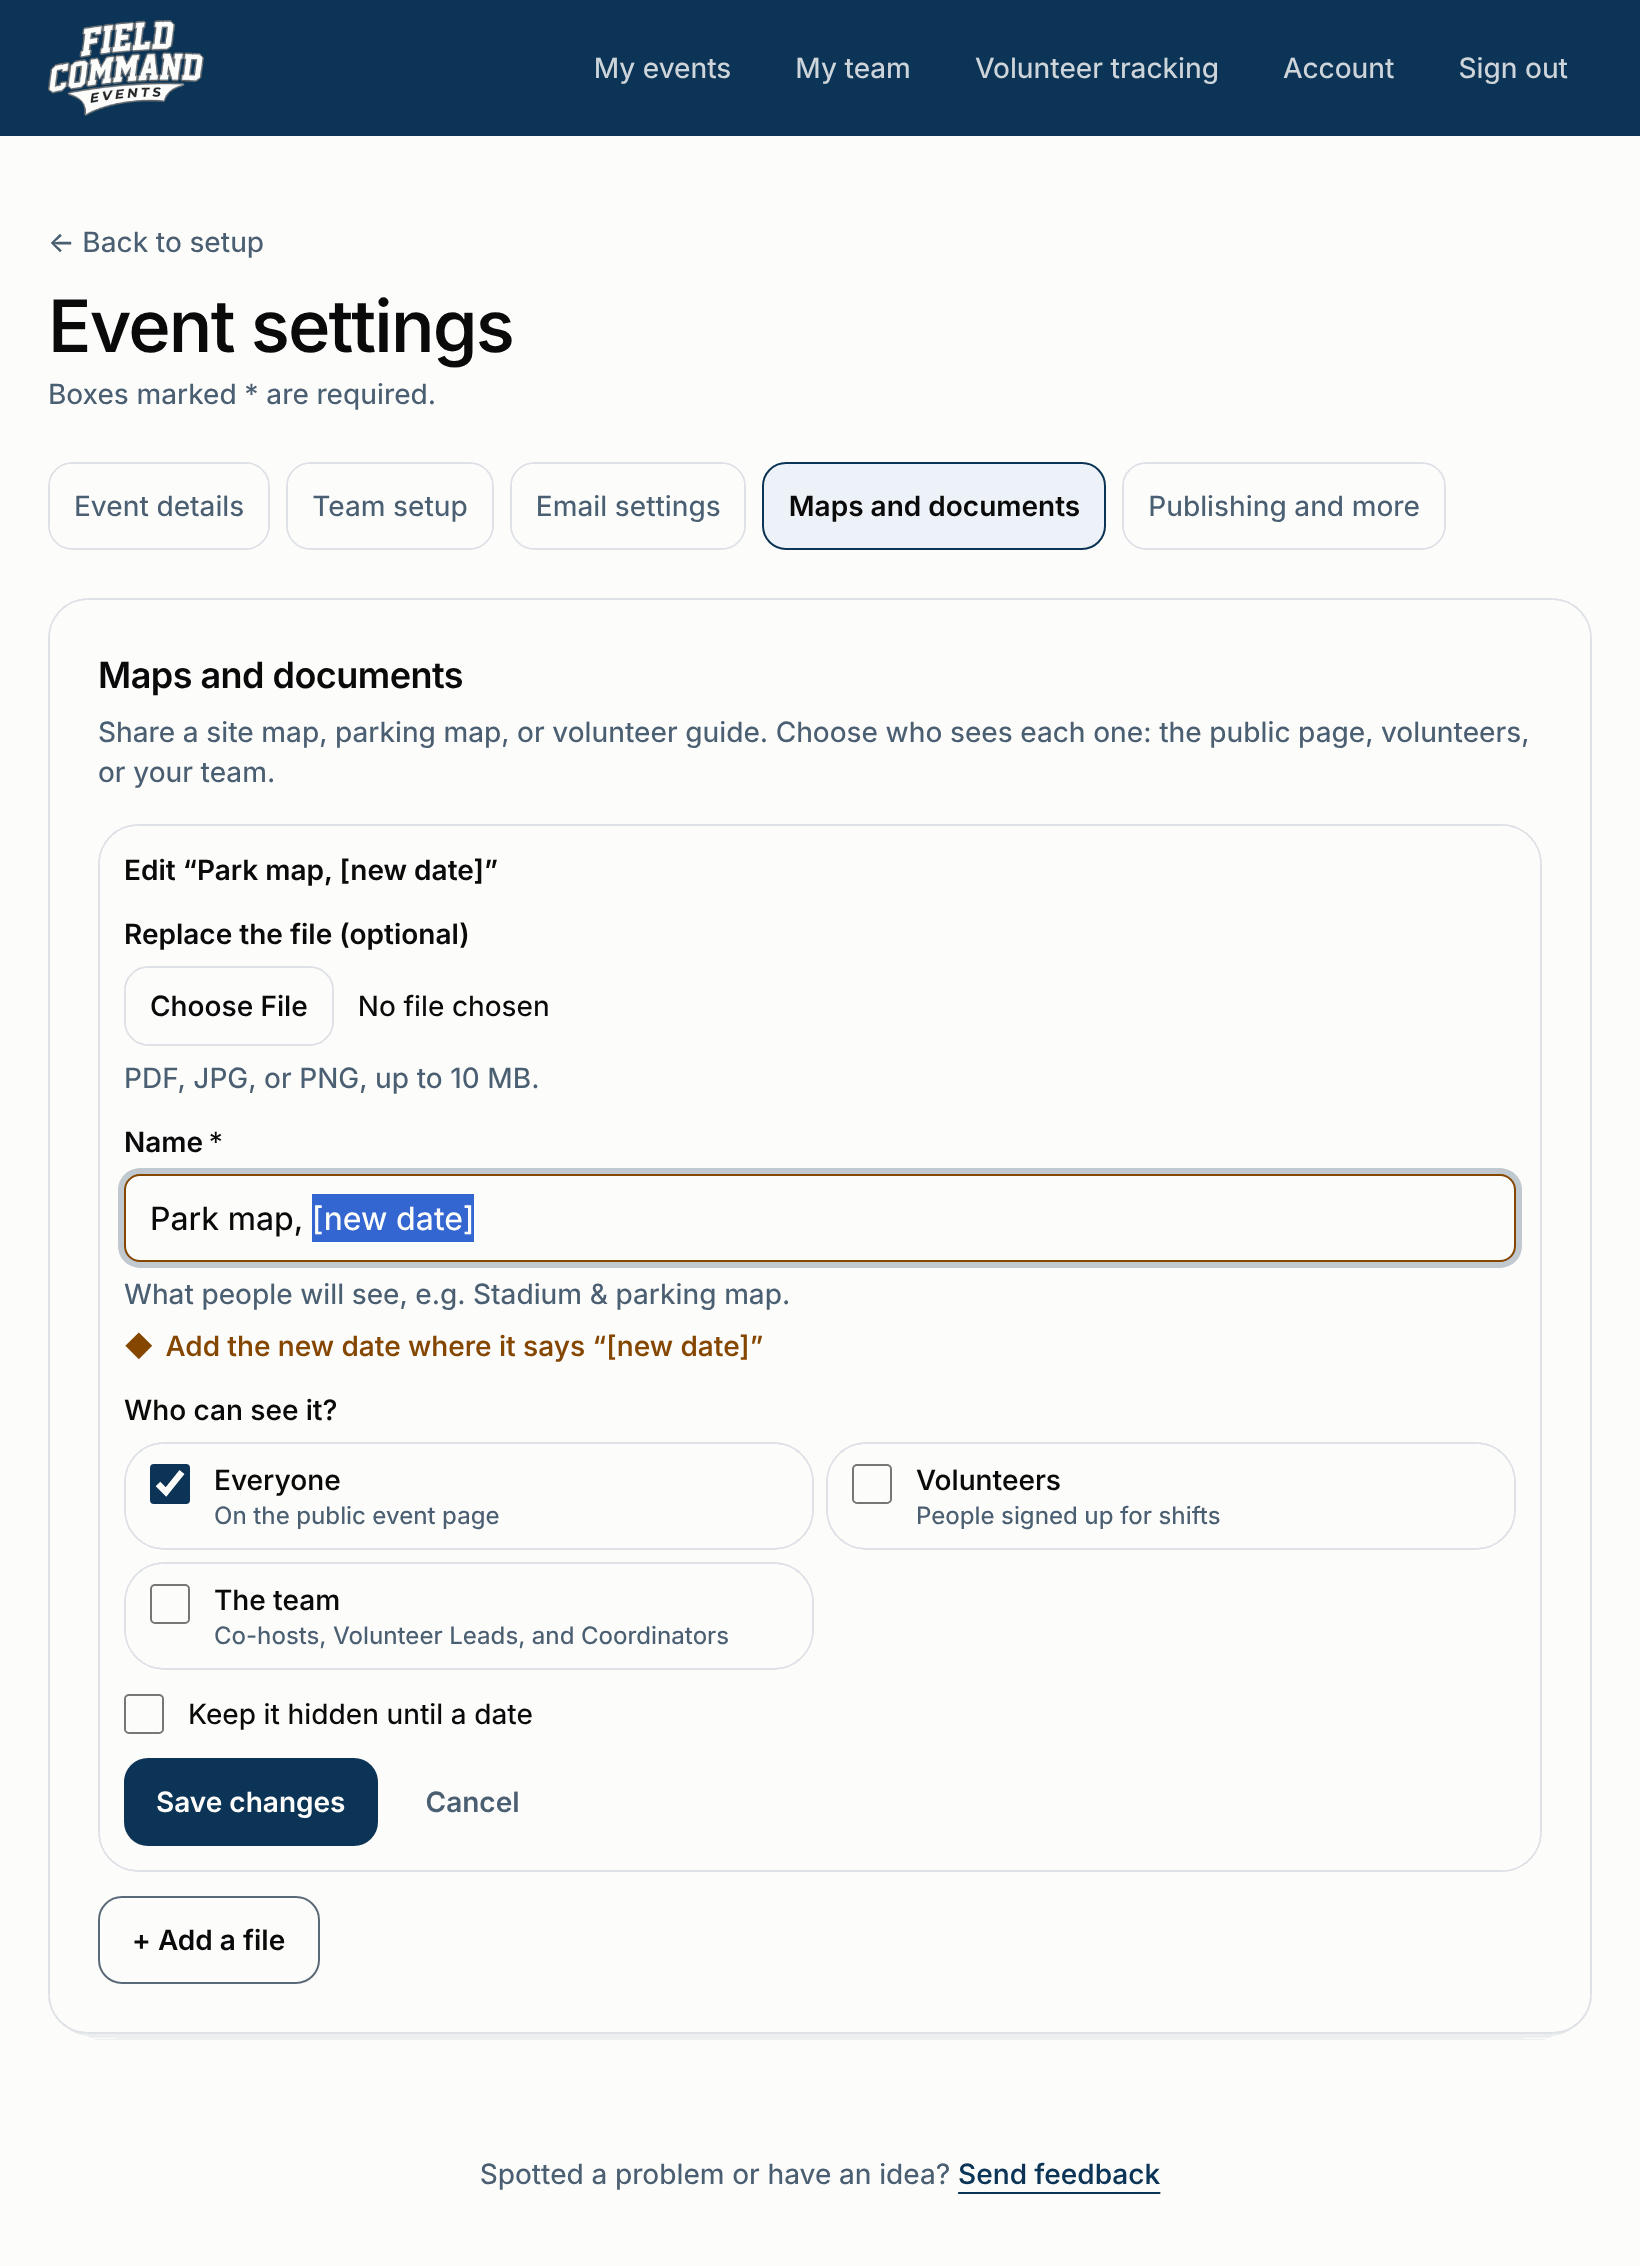 FIELD
COMMAND
EVENTS
My events
My team
Volunteer tracking
Account
Sign out
← Back to setup
Event settings
Boxes marked * are required.
Event details
Team setup
Email settings
Maps and documents
Publishing and more
Maps and documents
Share a site map, parking map, or volunteer guide. Choose who sees each one: the public page, volunteers,
or your team.
Edit “Park map, [new date]”
Replace the file (optional)
Choose File
No file chosen
PDF, JPG, or PNG, up to 10 MB.
Name *
Park map, [new date]
What people will see, e.g. Stadium & parking map.
◆ Add the new date where it says “[new date]”
Who can see it?
Everyone
On the public event page
Volunteers
People signed up for shifts
The team
Co-hosts, Volunteer Leads, and Coordinators
Keep it hidden until a date
Save changes
Cancel
+ Add a file
Spotted a problem or have an idea? Send feedback